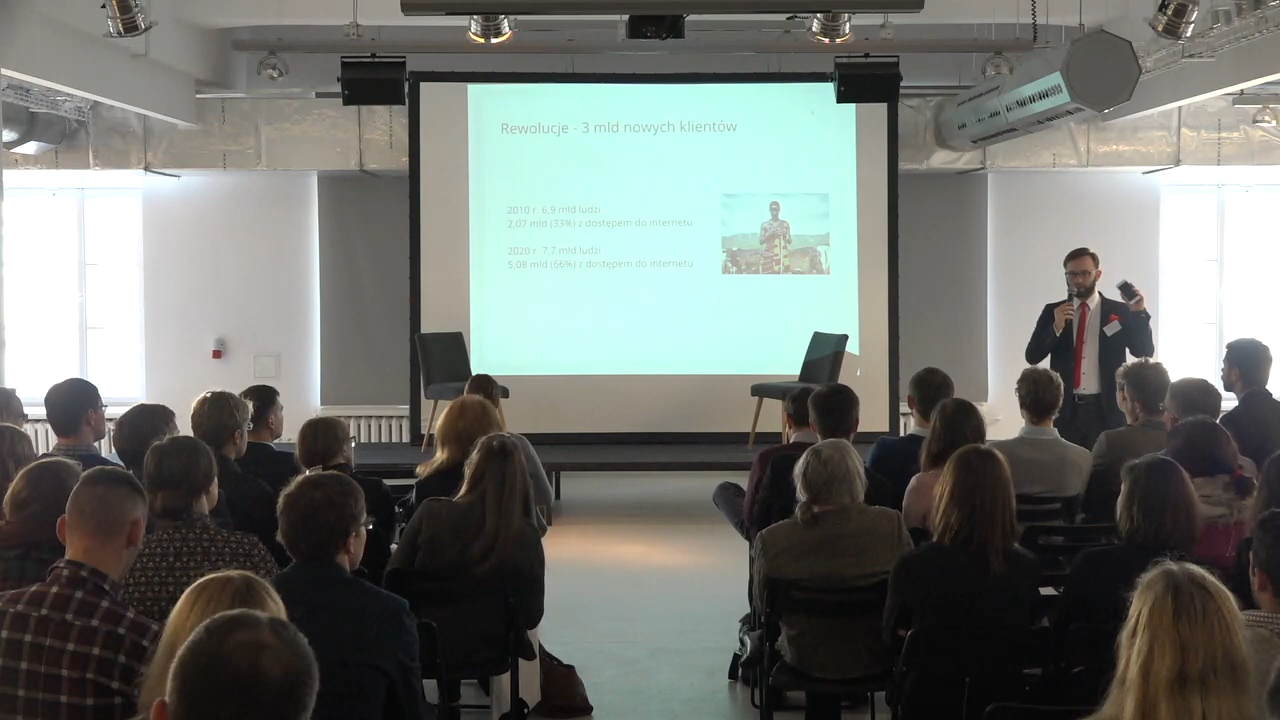 Rewolucje - 3 mld nowych klientów
2010 r. 6,9 mld ludzi
2,07 mld (33%) z dostępem do internetu
2020 r. 7,7 mld ludzi
5,08 mld (66%) z dostępem do internetu